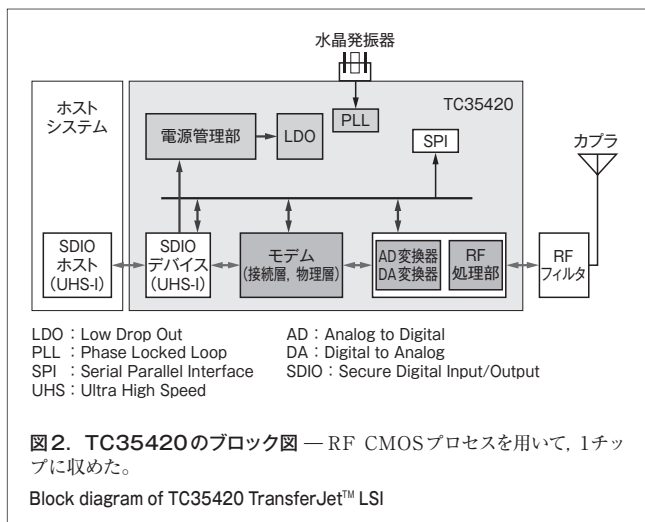 水晶発振器
ホスト
システム
TC35420
電源管理部
LDO
PLL
SPI
カプラ
SDIO
ホスト
(UHS-I)
SDIO
デバイス
(UHS-I)
モデム
(接続層, 物理層)
AD変換器
DA変換器
RF
処理部
RF
フィルタ
LDO:Low Drop Out
AD:Analog to Digital
PLL:Phase Locked Loop
DA:Digital to Analog
SPI:Serial Parallel Interface
SDIO:Secure Digital Input/Output
UHS:Ultra High Speed
図2. TC35420のブロック図 — RF CMOSプロセスを用いて, 1チッ
プに収めた。
Block diagram of TC35420 TransferJet™ LSI